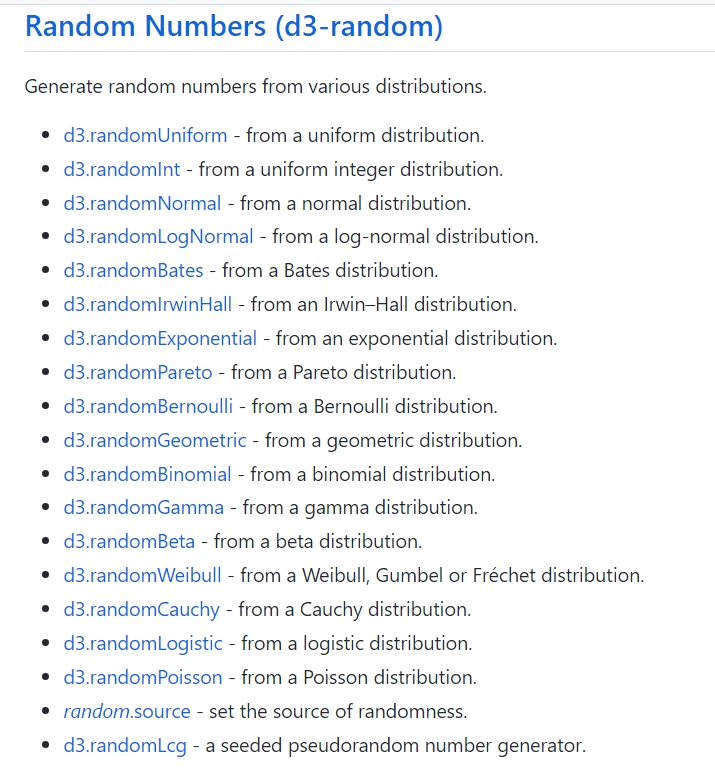 Random Numbers (d3-random)
Generate random numbers from various distributions.
• d3.randomUniform - from a uniform distribution.
• d3.randomInt - from a uniform integer distribution.
• d3.randomNormal - from a normal distribution.
• d3.randomLogNormal - from a log-normal distribution.
• d3.randomBates - from a Bates distribution.
• d3.randomIrwinHall - from an Irwin–Hall distribution.
• d3.randomExponential - from an exponential distribution.
• d3.randomPareto - from a Pareto distribution.
• d3.randomBernoulli - from a Bernoulli distribution.
• d3.randomGeometric - from a geometric distribution.
• d3.randomBinomial - from a binomial distribution.
• d3.randomGamma - from a gamma distribution.
• d3.randomBeta - from a beta distribution.
• d3.randomWeibull - from a Weibull, Gumbel or Fréchet distribution.
• d3.randomCauchy - from a Cauchy distribution.
• d3.randomLogistic - from a logistic distribution.
• d3.randomPoisson - from a Poisson distribution.
• random.source - set the source of randomness.
• d3.randomLcg - a seeded pseudorandom number generator.